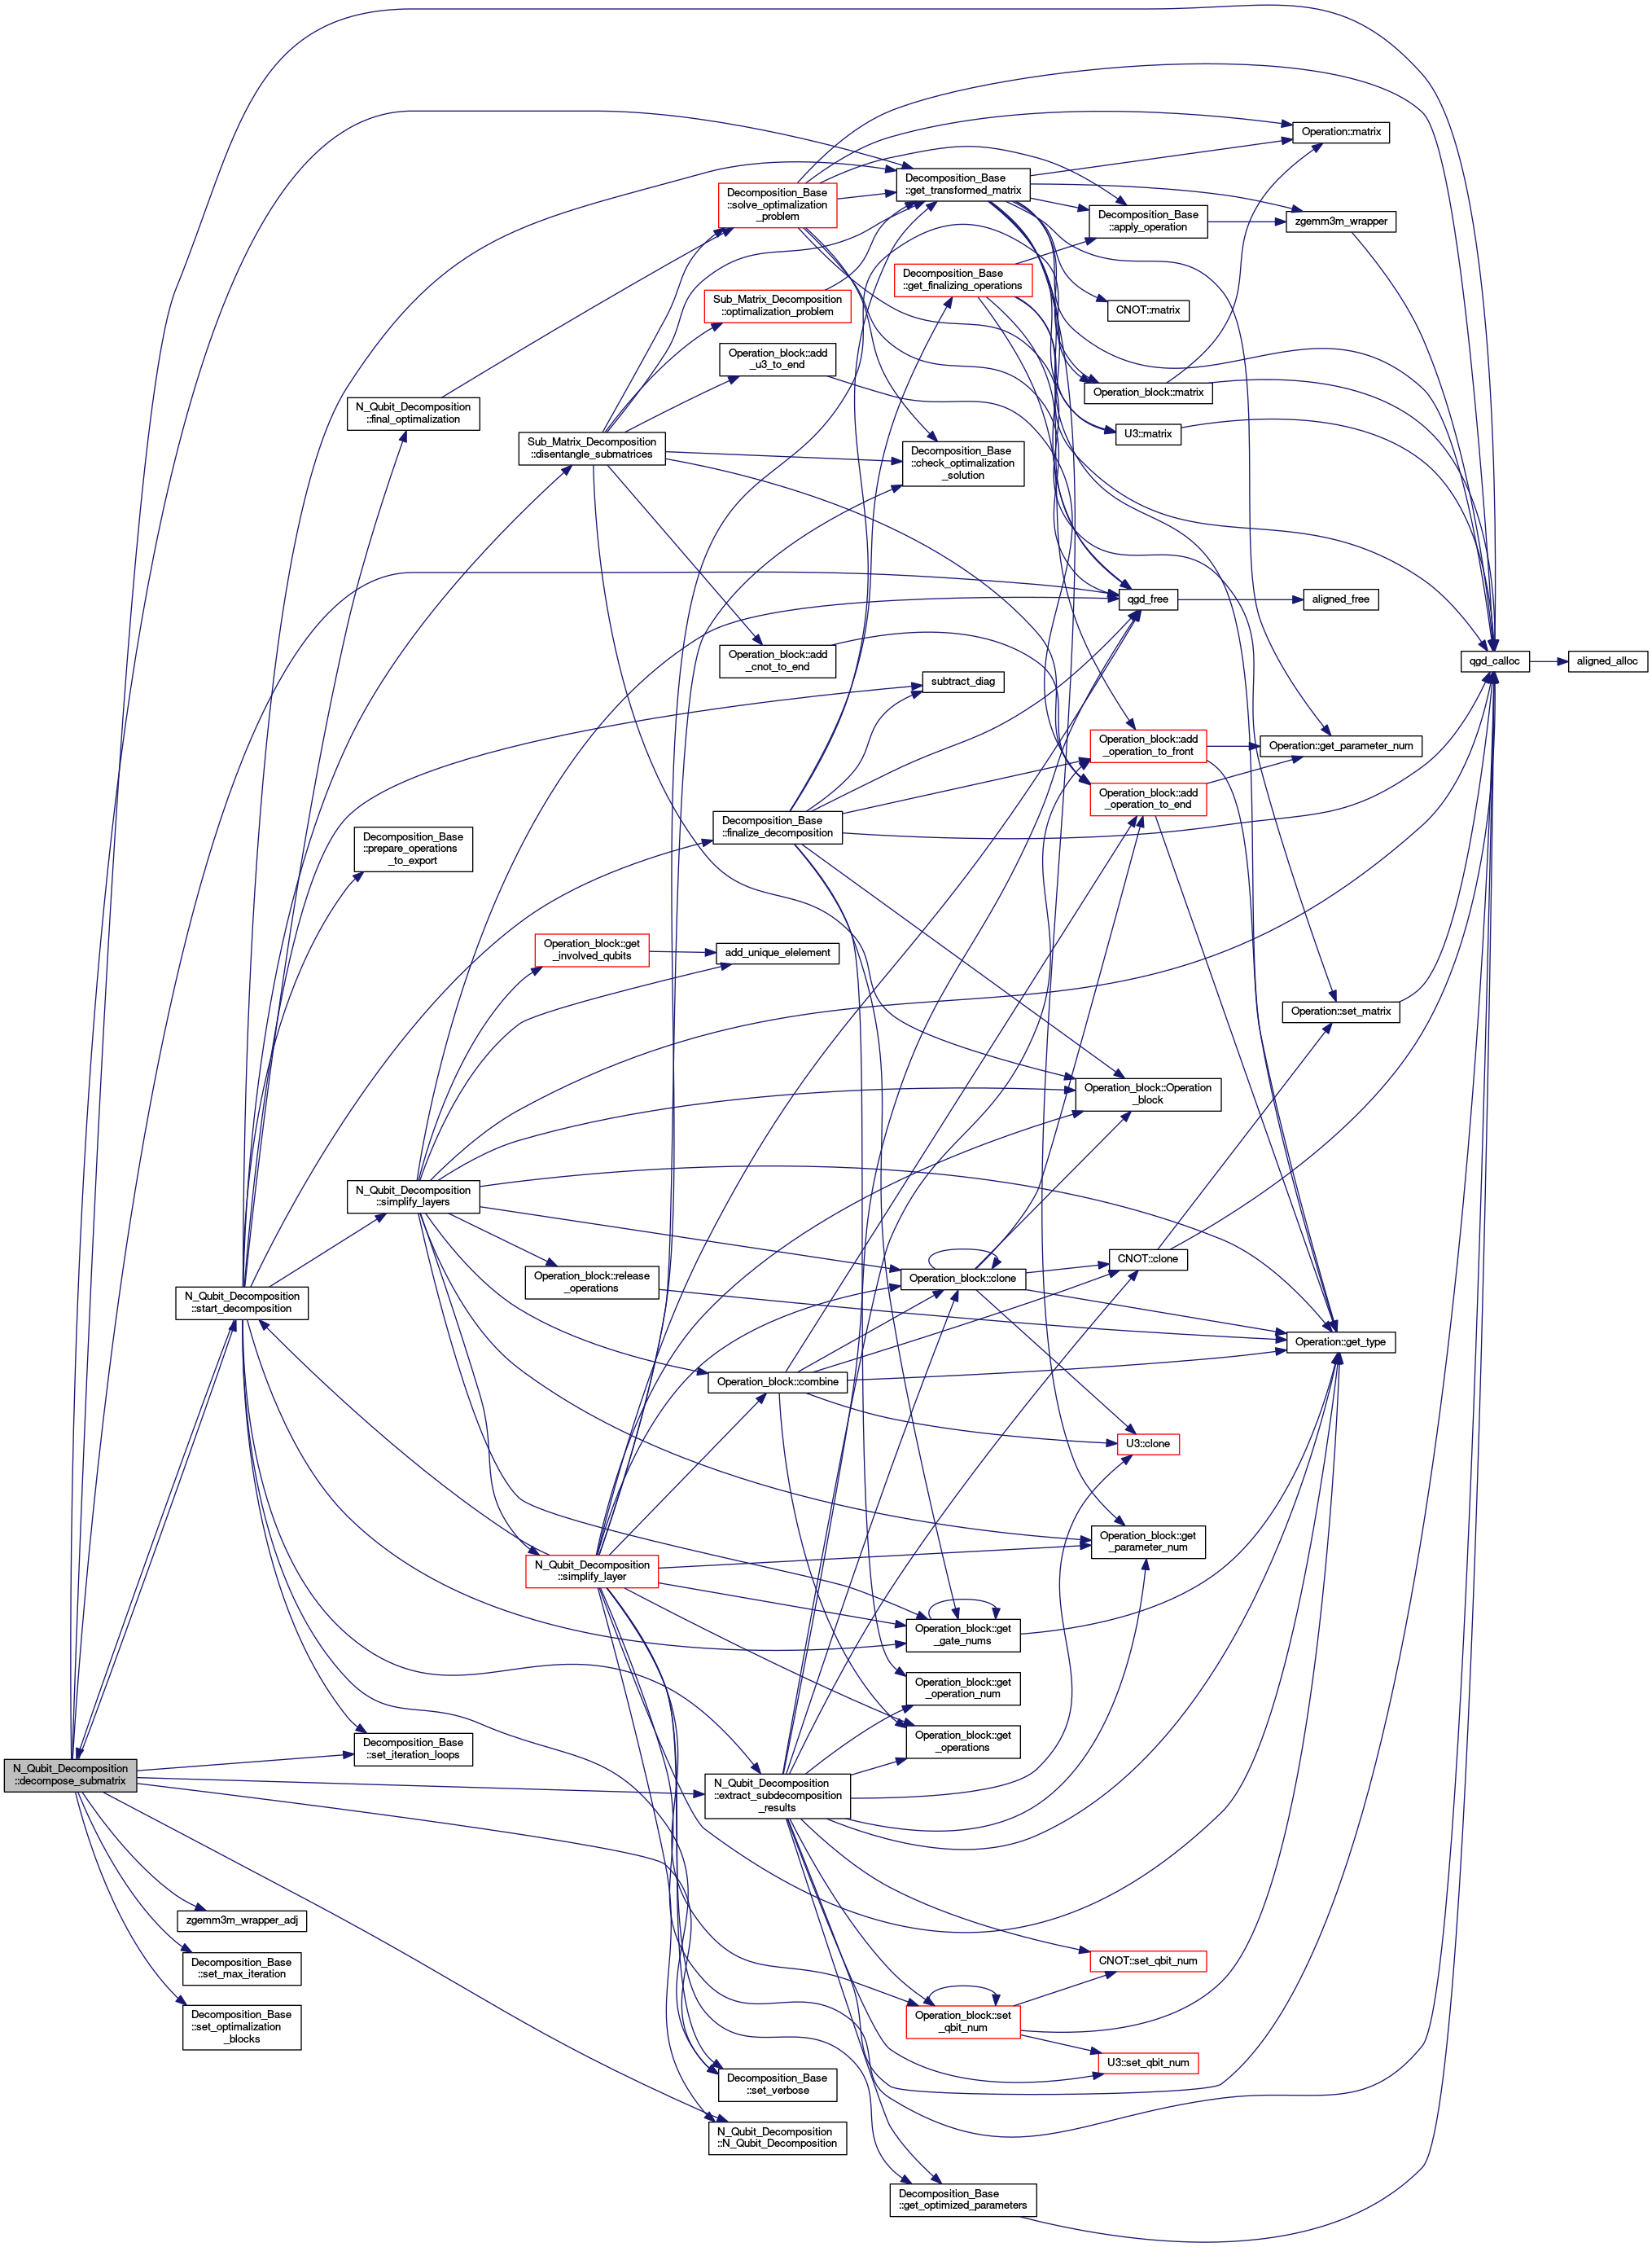 Operation::matrix
Decomposition_Base
::get_transformed_matrix
Decomposition_Base
::solve_optimalization
_problem
Decomposition_Base
::apply_operation
zgemm3m_wrapper
Decomposition_Base
::get_finalizing_operations
Sub_Matrix_Decomposition
::optimalization_problem
CNOT::matrix
Operation_block::add
_u3_to_end
Operation_block::matrix
N_Qubit_Decomposition
::final_optimalization
U3::matrix
Sub_Matrix_Decomposition
::disentangle_submatrices
Decomposition_Base
::check_optimalization
_solution
qgd_free
aligned_free
Operation_block::add
_cnot_to_end
qgd_calloc
aligned_alloc
subtract_diag
Operation_block::add
_operation_to_front
Operation::get_parameter_num
Operation_block::add
_operation_to_end
Decomposition_Base
::finalize_decomposition
Decomposition_Base
::prepare_operations
_to_export
Operation_block::get
_involved_qubits
add_unique_elelement
Operation::set_matrix
Operation_block::Operation
_block
N_Qubit_Decomposition
::simplify_layers
CNOT::clone
Operation_block::release
_operations
Operation_block::clone
N_Qubit_Decomposition
::start_decomposition
Operation::get_type
Operation_block::combine
U3::clone
Operation_block::get
_parameter_num
N_Qubit_Decomposition
::simplify_layer
Operation_block::get
_gate_nums
Operation_block::get
_operation_num
Operation_block::get
_operations
Decomposition_Base
::set_iteration_loops
N_Qubit_Decomposition
::decompose_submatrix
N_Qubit_Decomposition
::extract_subdecomposition
_results
zgemm3m_wrapper_adj
Decomposition_Base
::set_max_iteration
CNOT::set_qbit_num
Decomposition_Base
::set_optimalization
_blocks
Operation_block::set
_qbit_num
U3::set_qbit_num
Decomposition_Base
::set_verbose
N_Qubit_Decomposition
::N_Qubit_Decomposition
Decomposition_Base
::get_optimized_parameters